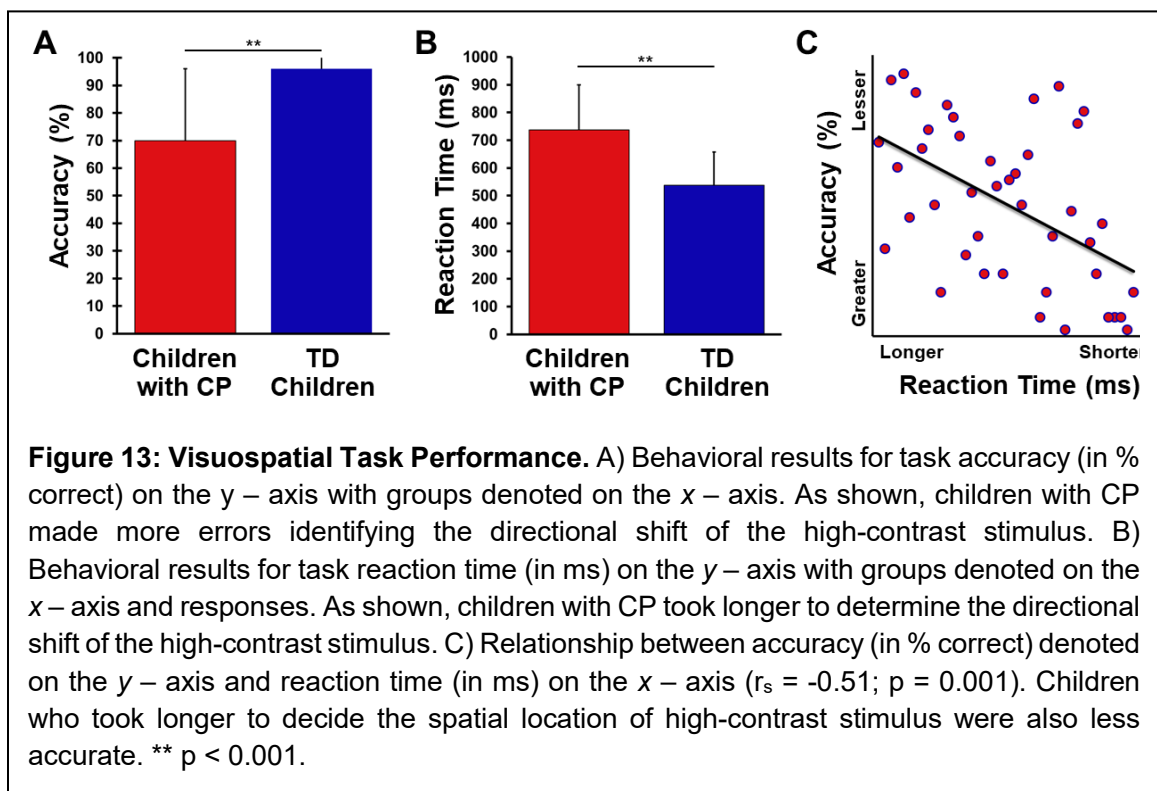 A
**
100
90
80
70
60
50
40
30
20
10
0
Accuracy (%)
Children
with CP
TD
Children
B
**
1000
900
800
700
600
500
400
300
200
100
0
Reaction Time (ms)
Children
with CP
TD
Children
C
Lesser
Greater
Accuracy (%)
Longer
Shorte
Reaction Time (ms)
Figure 13: Visuospatial Task Performance. A) Behavioral results for task accuracy (in %
correct) on the y – axis with groups denoted on the x – axis. As shown, children with CP
made more errors identifying the directional shift of the high-contrast stimulus. B)
Behavioral results for task reaction time (in ms) on the y – axis with groups denoted on the
x – axis and responses. As shown, children with CP took longer to determine the directional
shift of the high-contrast stimulus. C) Relationship between accuracy (in % correct) denoted
on the y – axis and reaction time (in ms) on the x – axis (rs = -0.51; p = 0.001). Children
who took longer to decide the spatial location of high-contrast stimulus were also less
accurate. ** p < 0.001.